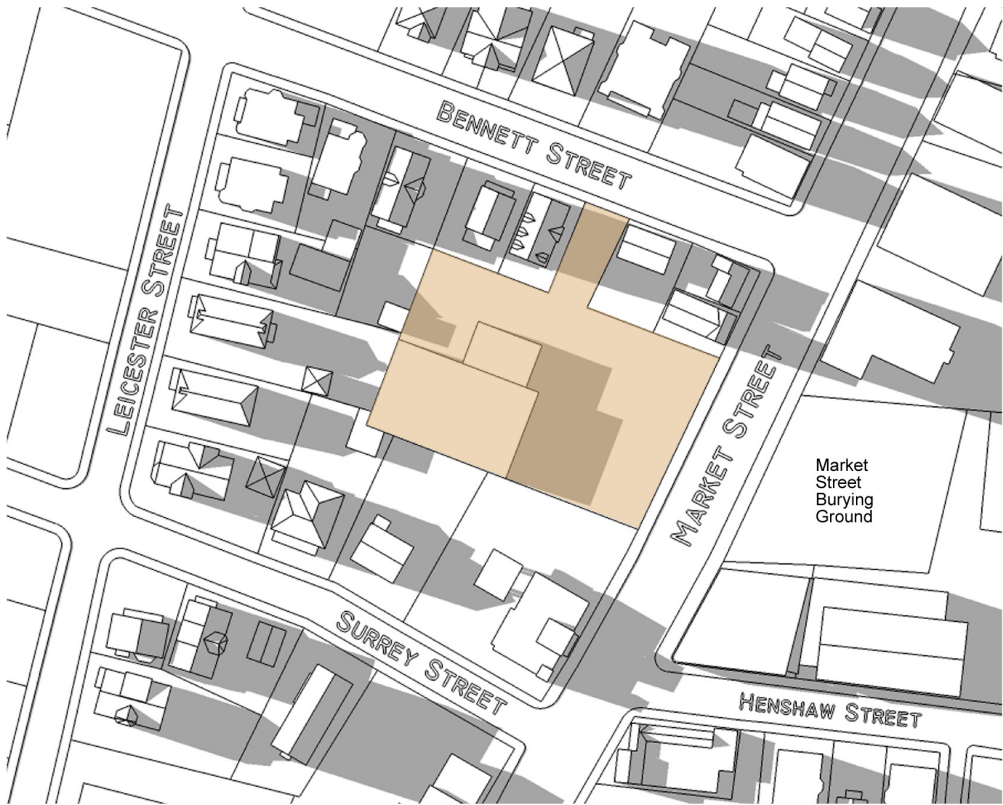 BENNETT STREET
LEICESTER STREET
MARKET STREET
Market
Street
Burying
Ground
SURREY STREET
HENSHAW STREET